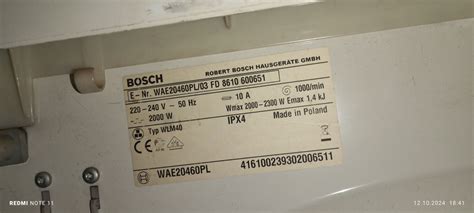 BOSCH ROBERT BOSCH HAUSGERÄTE GMBH
E- Nr. WAE20460PL/03 FD 8610 600651
220-240 V ~ 50 Hz 10 A 1000/min
2000 W Wmax 2000-2300 W Emax 1,4 kJ
Typ WLM40 IPX4 Made in Poland
WAE20460PL 416100239302006511
REDMI NOTE 11 12.10.2024 18:41